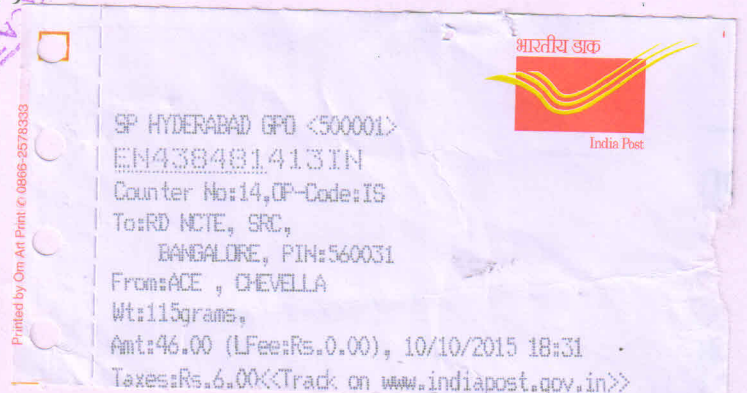 भारतीय डाक
India Post
SP HYDERABAD GPO <500001>
EN438481413IN
Counter No:14,OP-Code:IS
To:RD NCTE, SRC,
BANGALORE, PIN:560031
From:ACE , CHEVELLA
Wt:115grams,
Amt:46.00 (LFee:Rs.0.00), 10/10/2015 18:31
Taxes:Rs.6.00<<Track on www.indiapost.gov.in>>
Printed by Om Art Print © 0866-2578333